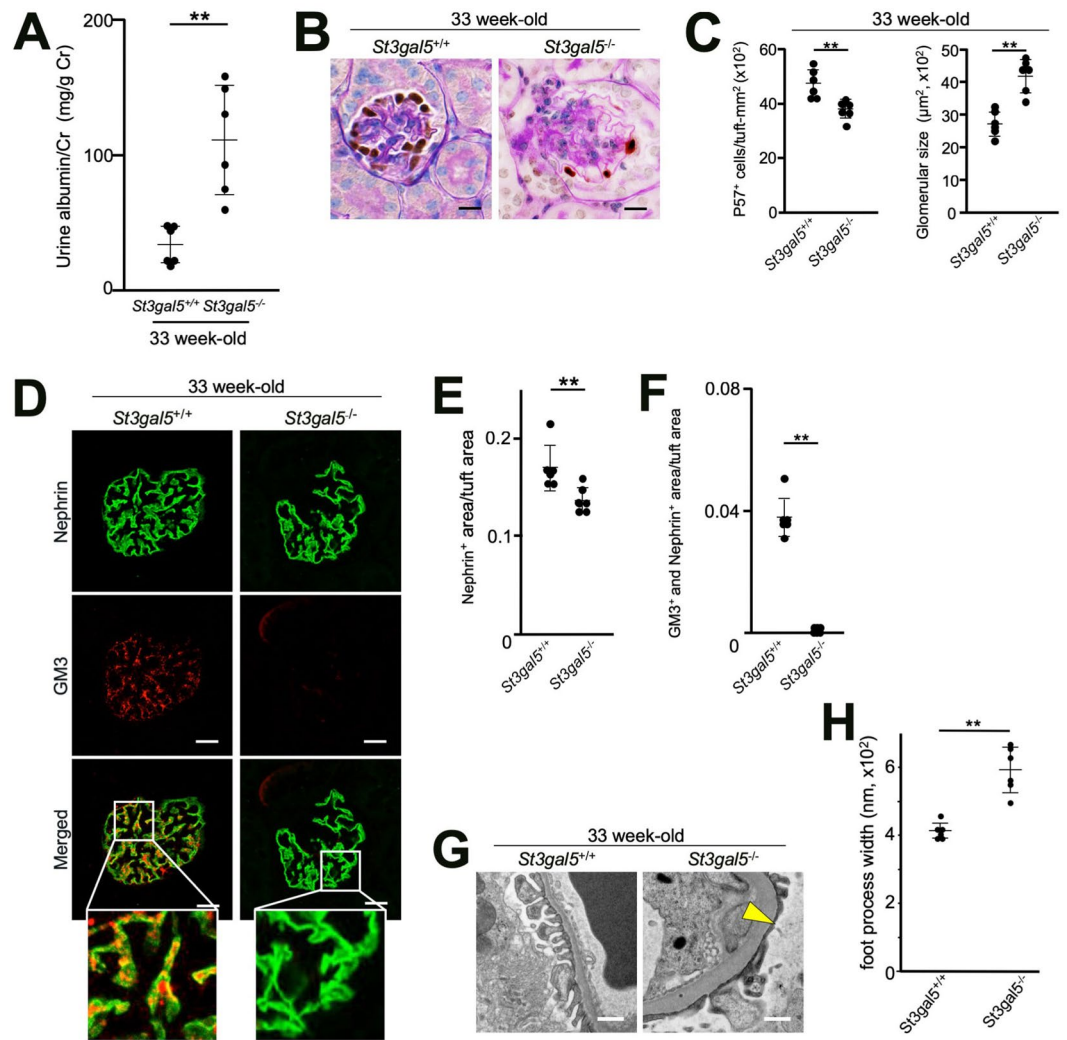 A
Urine albumin/Cr (mg/g Cr)
200
100
0
**
St3gal5+/+ St3gal5-/-
33 week-old
B
33 week-old
St3gal5+/+ St3gal5-/-
C
33 week-old
P57+ cells/tuft-mm² (x10²)
60
40
60
0
**
St3gal5+/+
St3gal5-/-
Glomerular size (µm², x10²)
50
40
30
20
10
0
**
St3gal5+/+
St3gal5-/-
D
33 week-old
St3gal5+/+ St3gal5-/-
Nephrin
GM3
Merged
E
Nephrin+ area/tuft area
0.2
0.1
0
**
St3gal5+/+
St3gal5-/-
F
GM3+ and Nephrin+ area/tuft area
0.08
0.04
0
**
St3gal5+/+
St3gal5-/-
G
33 week-old
St3gal5+/+ St3gal5-/-
H
foot process width (nm, x10²)
6
4
2
0
**
St3gal5+/+
St3gal5-/-